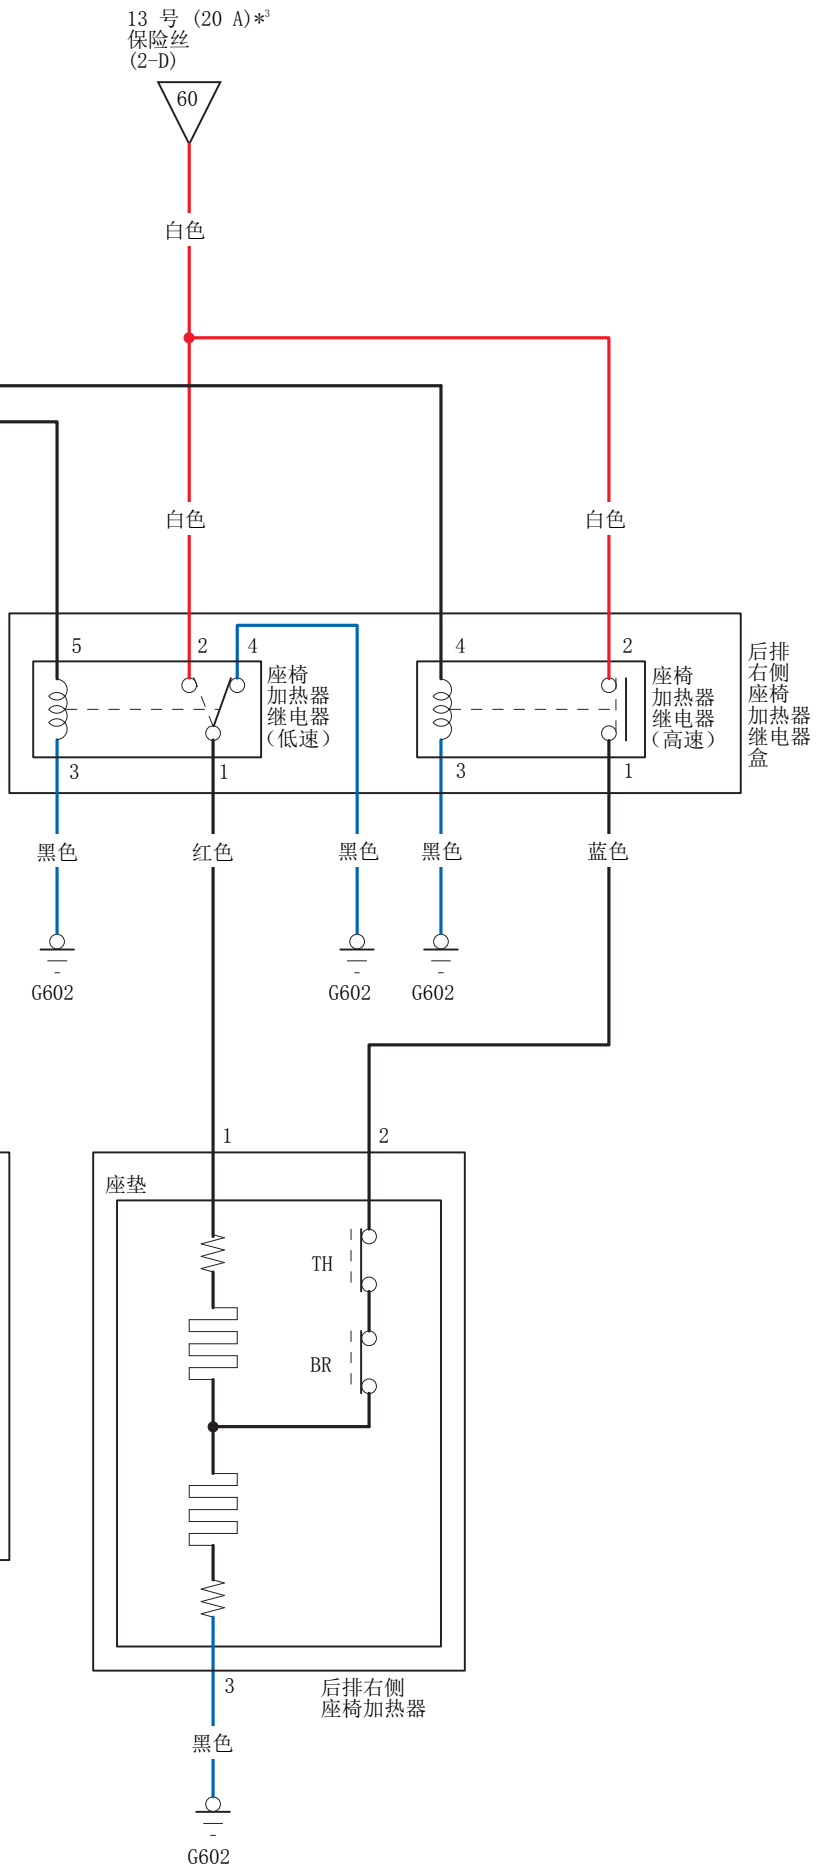 13 号 (20 A)*3
保险丝
(2-D)
60
白色
白色
白色
5
2
4
4
2
座椅
加热器
继电器
(低速)
座椅
加热器
继电器
(高速)
后排
右侧
座椅
加热器
继电器
盒
3
1
3
1
黑色
红色
黑色
黑色
蓝色
G602
G602
G602
1
2
座垫
TH
BR
3
后排右侧
座椅加热器
黑色
G602